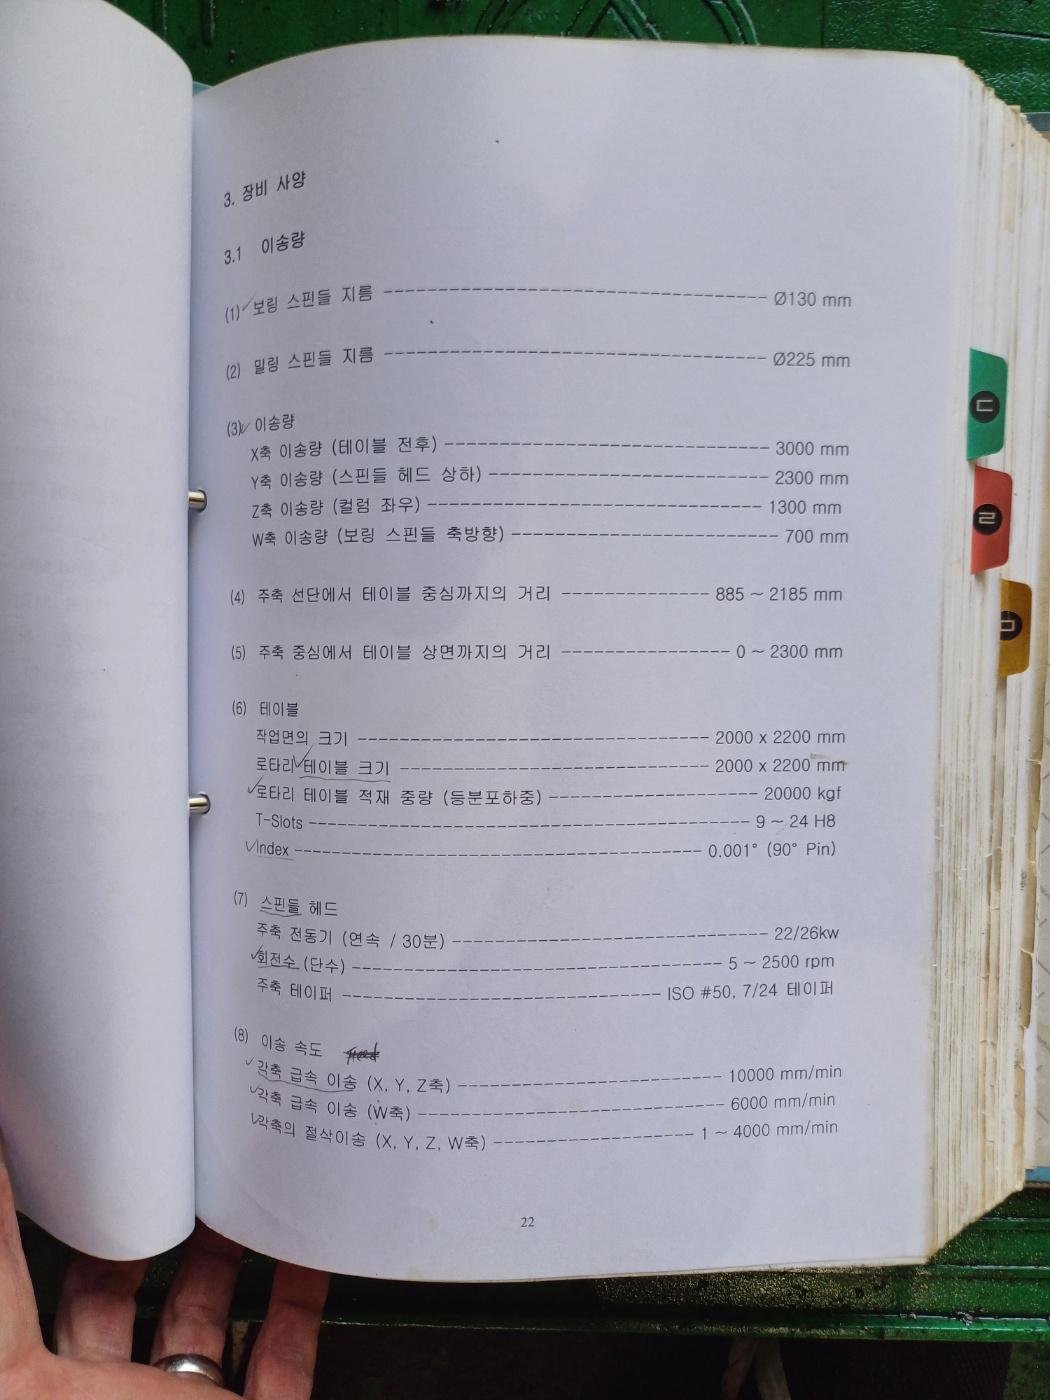 3. 장비 사양
3.1 이송량
(1) 보링 스핀들 지름 ------------ Ø130 mm
(2) 밀링 스핀들 지름 ------------ Ø225 mm
(3) 이송량
X축 이송량 (테이블 전후) ------------ 3000 mm
Y축 이송량 (스핀들 헤드 상하) ------------ 2300 mm
Z축 이송량 (컬럼 좌우) ------------ 1300 mm
W축 이송량 (보링 스핀들 축방향) ------------ 700 mm
(4) 주축 선단에서 테이블 중심까지의 거리 ------------ 885 ~ 2185 mm
(5) 주축 중심에서 테이블 상면까지의 거리 ------------ 0 ~ 2300 mm
(6) 테이블
작업면의 크기 ------------ 2000 x 2200 mm
로타리 테이블 크기 ------------ 2000 x 2200 mm
로타리 테이블 적재 중량 (등분포하중) ------------ 20000 kgf
T-Slots ------------ 9 ~ 24 H8
Index ------------ 0.001° (90° Pin)
(7) 스핀들 헤드
주축 전동기 (연속 / 30분) ------------ 22/26kw
회전수 (단수) ------------ 5 ~ 2500 rpm
주축 테이퍼 ------------ ISO #50, 7/24 테이퍼
(8) 이송 속도
각축 급속 이송 (X, Y, Z축) ------------ 10000 mm/min
각축 급속 이송 (W축) ------------ 6000 mm/min
각축의 절삭이송 (X, Y, Z, W축) ------------ 1 ~ 4000 mm/min
22
ㄷ
ㄹ
ㅁ